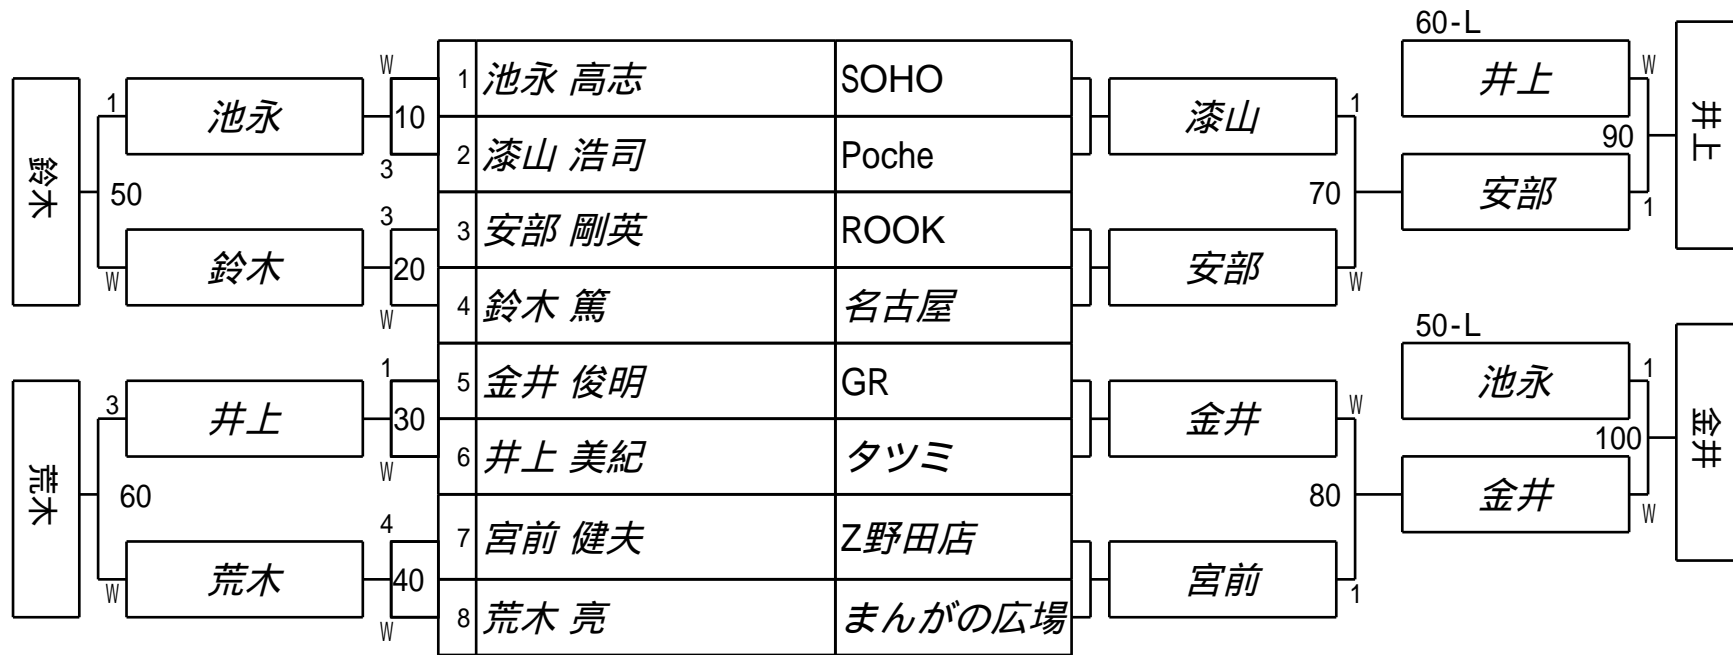 60-L
W 1 池永 高志 SOHO 井上 W
1 池永 10 漆山 1 井上
3 2 漆山 浩司 Poche 90
鈴木 50 70 安部 1
3 3 安部 剛英 ROOK
W 鈴木 20 安部 W
W 4 鈴木 篤 名古屋
50-L
1 5 金井 俊明 GR 池永 1
3 井上 30 金井 W 金井
W 6 井上 美紀 タツミ 100
荒木 60 80 金井 W
4 7 宮前 健夫 Z野田店
W 荒木 40 宮前 1
W 8 荒木 亮 まんがの広場